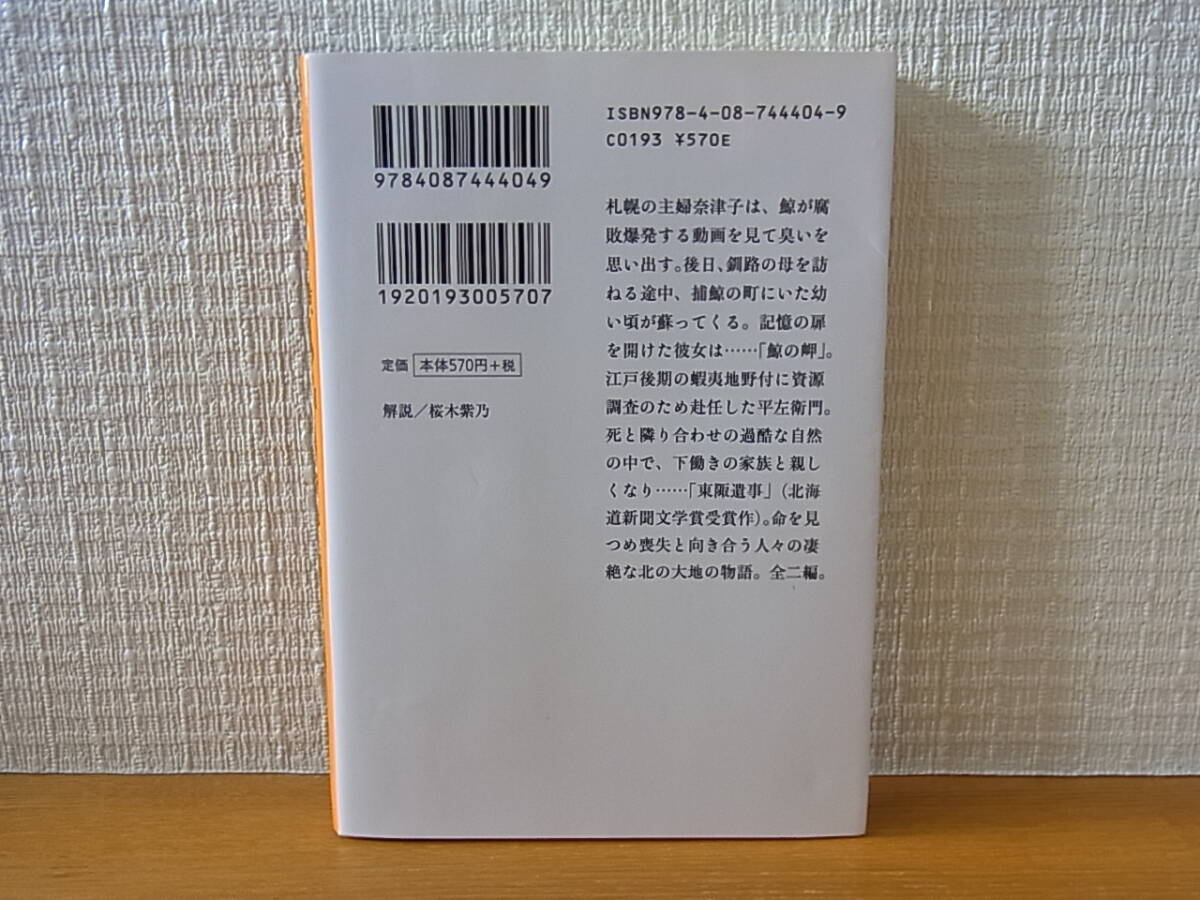 9784087444049
1920193005707
定価 本体570円+税
解説/桜木紫乃
ISBN978-4-08-744404-9
C0193 ¥570E
札幌の主婦奈津子は、鯨が腐
敗爆発する動画を見て臭いを
思い出す。後日、釧路の母を訪
ねる途中、捕鯨の町にいた幼
い頃が蘇ってくる。記憶の扉
を開けた彼女は……「鯨の岬」。
江戸後期の蝦夷地野付に資源
調査のため赴任した平左衛門。
死と隣り合わせの過酷な自然
の中で、下働きの家族と親し
くなり……「東陬遺事」(北海
道新聞文学賞受賞作)。命を見
つめ喪失と向き合う人々の凄
絶な北の大地の物語。全二編。